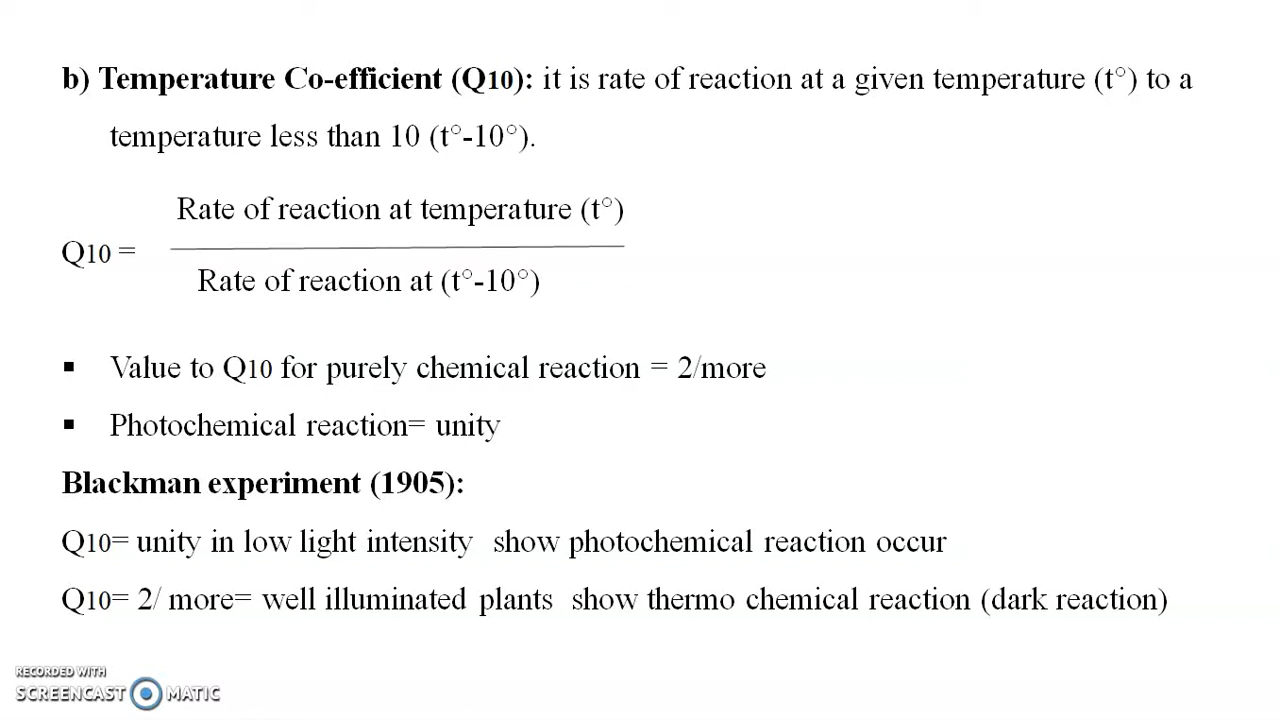 b) Temperature Co-efficient (Q10): it is rate of reaction at a given temperature (t°) to a
temperature less than 10 (t°-10°).
Rate of reaction at temperature (t°)
Q10 =
Rate of reaction at (t°-10°)
▪ Value to Q10 for purely chemical reaction = 2/more
▪ Photochemical reaction= unity
Blackman experiment (1905):
Q10= unity in low light intensity show photochemical reaction occur
Q10= 2/ more= well illuminated plants show thermo chemical reaction (dark reaction)
RECORDED WITH
SCREENCAST MATIC